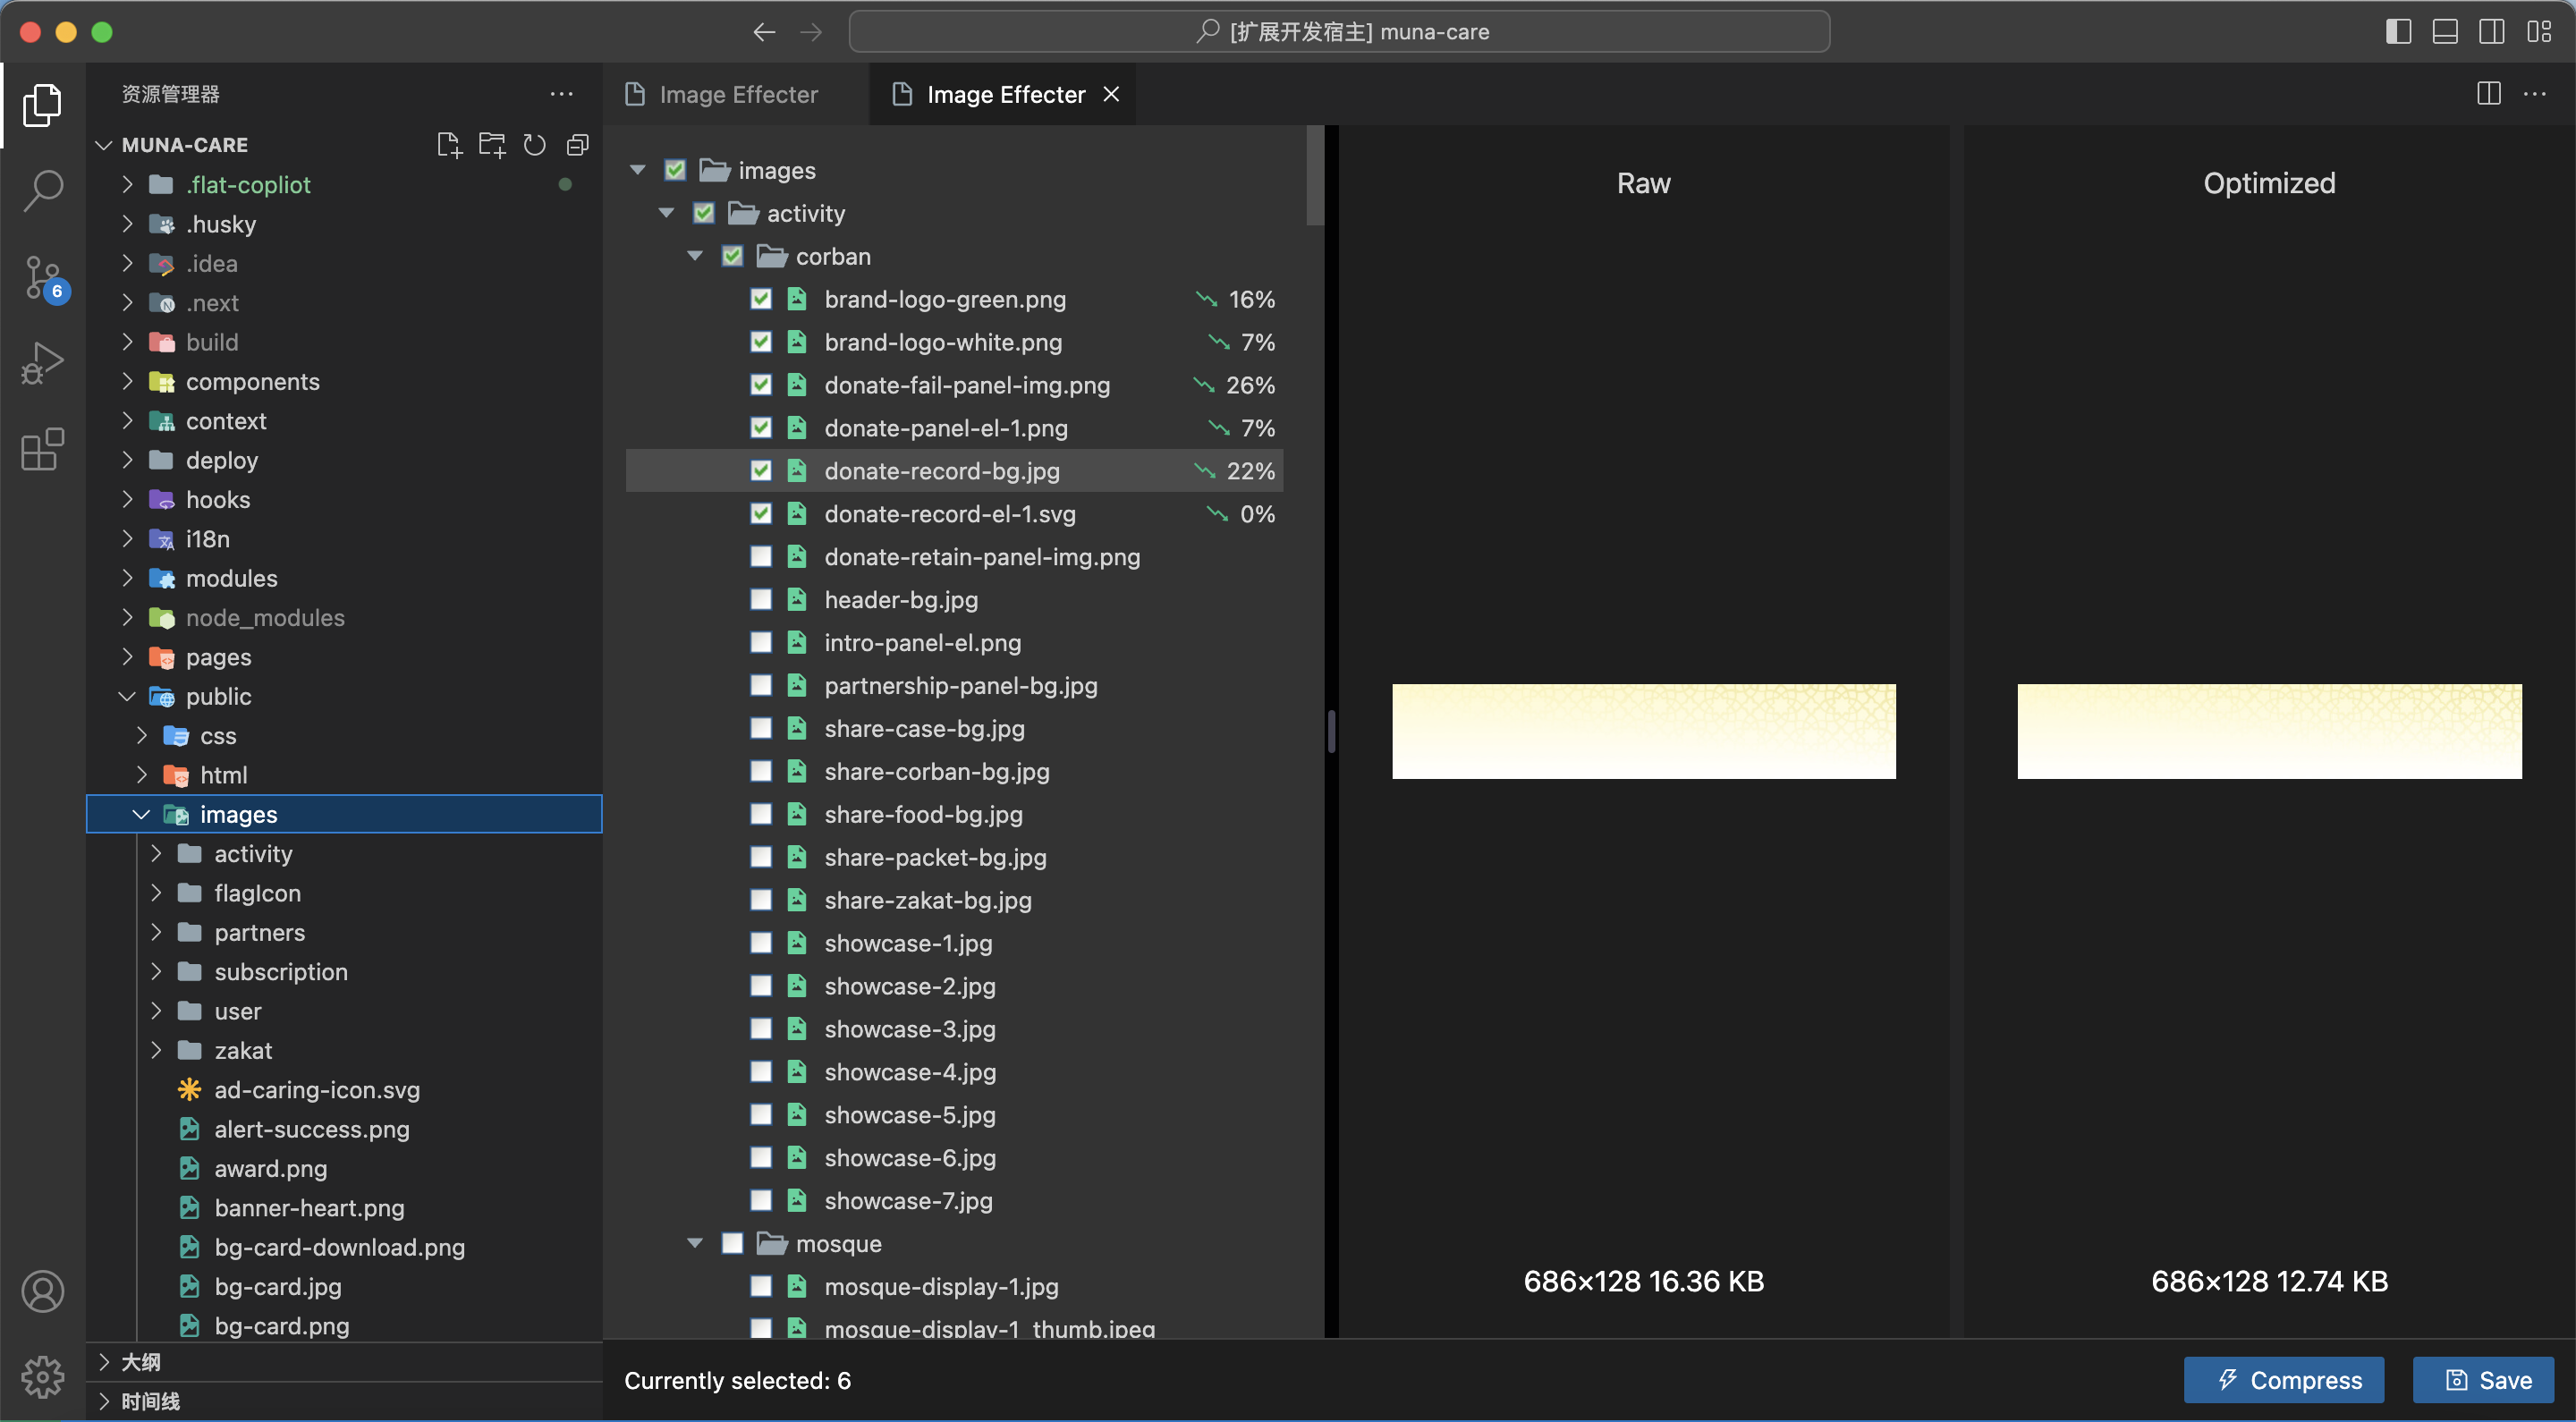 [扩展开发宿主] muna-care
资源管理器
MUNA-CARE
.flat-copliot
.husky
.idea
.next
build
components
context
deploy
hooks
i18n
modules
node_modules
pages
public
css
html
images
activity
flagIcon
partners
subscription
user
zakat
ad-caring-icon.svg
alert-success.png
award.png
banner-heart.png
bg-card-download.png
bg-card.jpg
bg-card.png
大纲
时间线
6
Image Effecter
Image Effecter
images
activity
corban
brand-logo-green.png 16%
brand-logo-white.png 7%
donate-fail-panel-img.png 26%
donate-panel-el-1.png 7%
donate-record-bg.jpg 22%
donate-record-el-1.svg 0%
donate-retain-panel-img.png
header-bg.jpg
intro-panel-el.png
partnership-panel-bg.jpg
share-case-bg.jpg
share-corban-bg.jpg
share-food-bg.jpg
share-packet-bg.jpg
share-zakat-bg.jpg
showcase-1.jpg
showcase-2.jpg
showcase-3.jpg
showcase-4.jpg
showcase-5.jpg
showcase-6.jpg
showcase-7.jpg
mosque
mosque-display-1.jpg
mosque-display-1_thumb.jpeg
Raw
686×128 16.36 KB
Optimized
686×128 12.74 KB
Currently selected: 6
Compress
Save